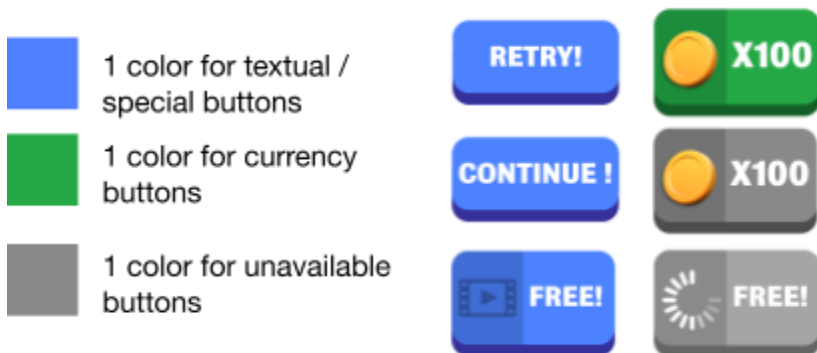 1 color for textual /
special buttons
RETRY!
X100
1 color for currency
buttons
CONTINUE !
X100
1 color for unavailable
buttons
FREE!
FREE!